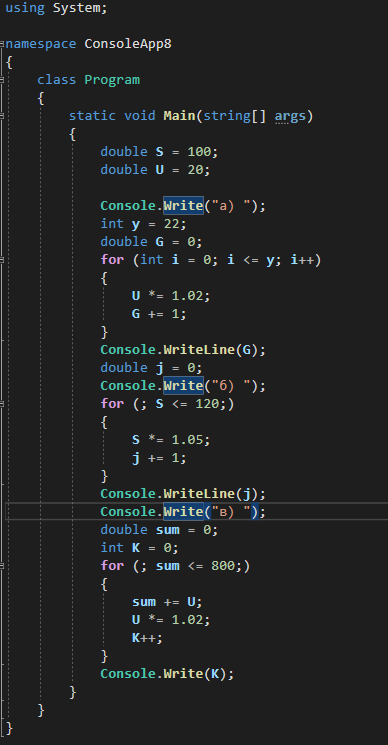 using System;
namespace ConsoleApp8
{
class Program
{
static void Main(string[] args)
{
double S = 100;
double U = 20;
Console.Write("а) ");
int y = 22;
double G = 0;
for (int i = 0; i <= y; i++)
{
U *= 1.02;
G += 1;
}
Console.WriteLine(G);
double j = 0;
Console.Write("б) ");
for (; S <= 120;)
{
S *= 1.05;
j += 1;
}
Console.WriteLine(j);
Console.Write("в) ");
double sum = 0;
int K = 0;
for (; sum <= 800;)
{
sum += U;
U *= 1.02;
K++;
}
Console.Write(K);
}
}
}